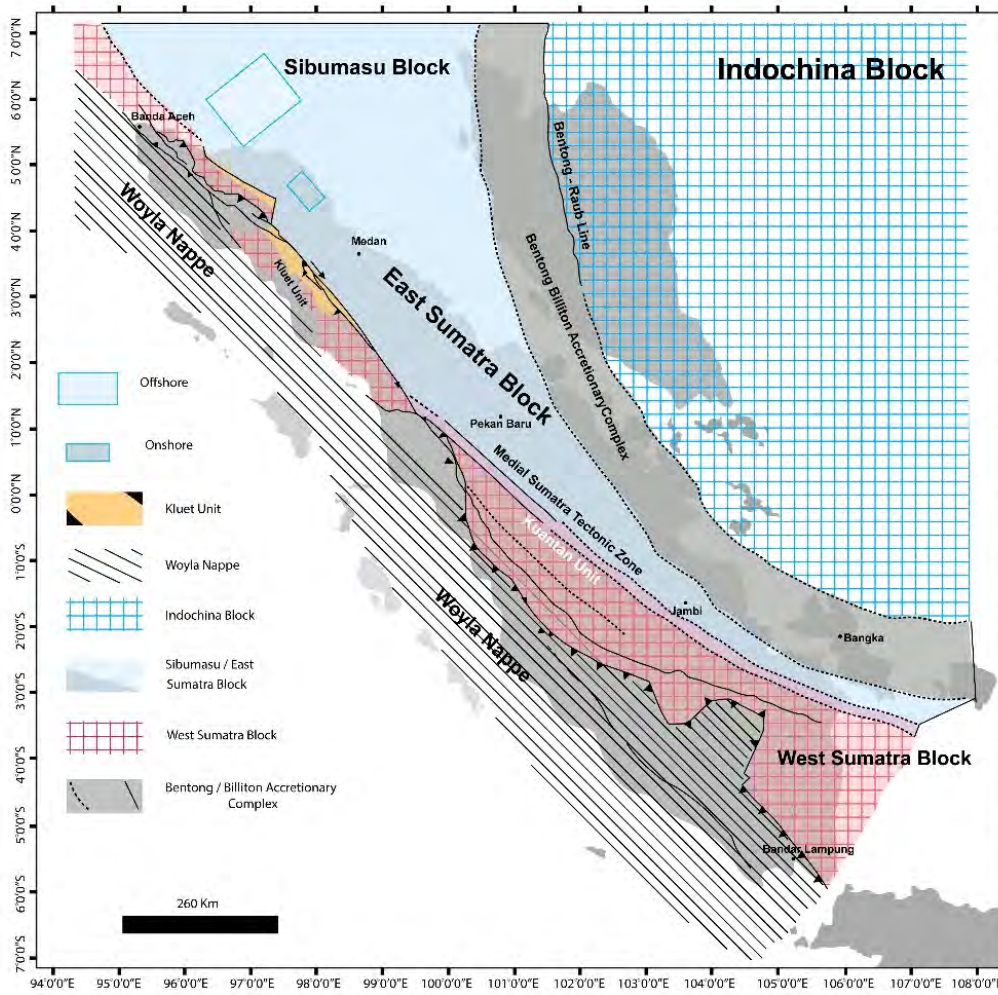 Sibumasu Block
Indochina Block
Banda Aceh
Bentong - Raub Line
Woyla Nappe
Medan
Kluet Unit
East Sumatra Block
Bentong Billiton AccretionaryComplex
Pekan Baru
Medial Sumatra Tectonic Zone
Kuantan Unit
Jambi
Bangka
Woyla Nappe
West Sumatra Block
Bandar Lampung
Offshore
Onshore
Kluet Unit
Woyla Nappe
Indochina Block
Sibumasu / East
Sumatra Block
West Sumatra Block
Bentong / Billiton Accretionary
Complex
260 Km
7°0'0"N
6°0'0"N
5°0'0"N
4°0'0"N
3°0'0"N
2°0'0"N
1°0'0"N
0°0'0"N
1°0'0"S
2°0'0"S
3°0'0"S
4°0'0"S
5°0'0"S
6°0'0"S
7°0'0"S
94°0'0"E 95°0'0"E 96°0'0"E 97°0'0"E 98°0'0"E 99°0'0"E 100°0'0"E 101°0'0"E 102°0'0"E 103°0'0"E 104°0'0"E 105°0'0"E 106°0'0"E 107°0'0"E 108°0'0"